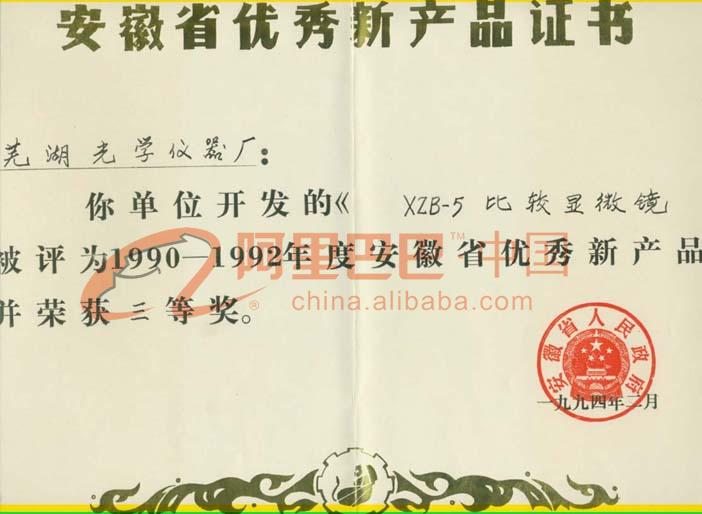 安徽省优秀新产品证书
芜湖光学仪器厂：
你单位开发的《 XZB-5 比较显微镜
被评为1990—1992年度安徽省优秀新产品
并荣获三等奖。
阿里巴巴™ 中国
china.alibaba.com
安徽省人民政府
一九九四年二月